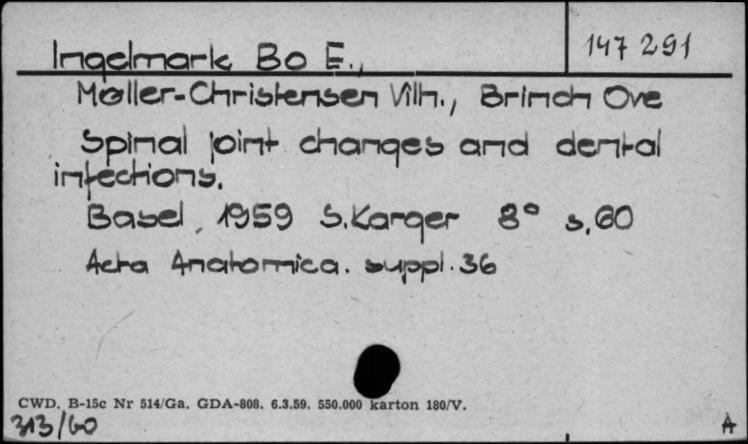 147 291
Ingelmark Bo E.,
Møller-Christensen Vilh., Brinch Ove
Spinal joint changes and dental
infections.
Basel, 1959 S. Karger 8° s. 60
Acta Anatomica. suppl. 36
CWD. B-15c Nr 514/Ga. GDA-808. 6.3.59. 550.000 karton 180/V.
313/60 A